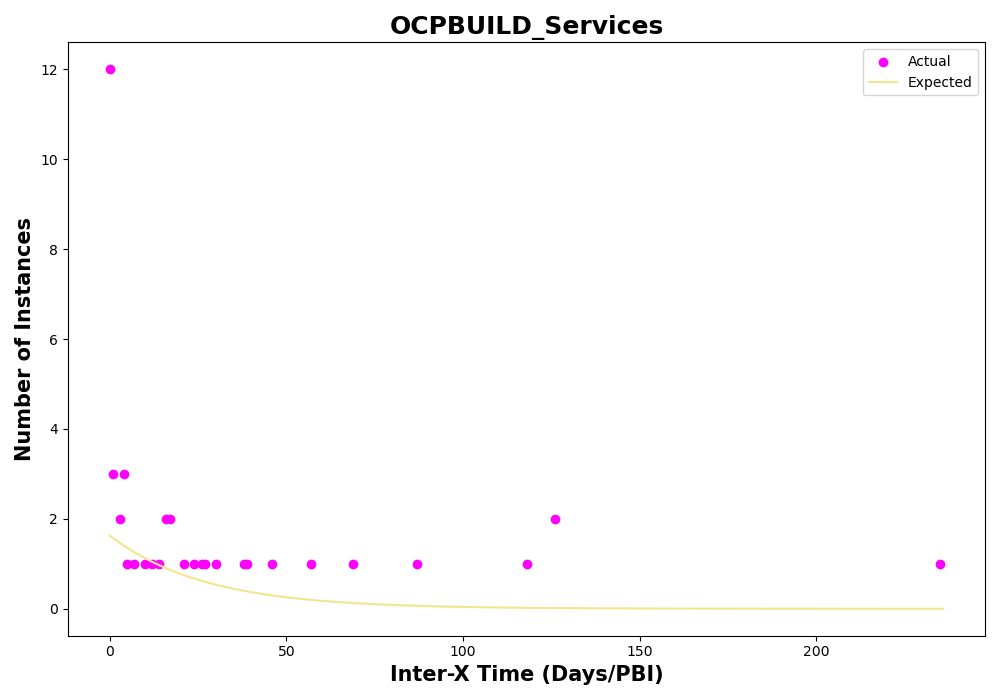 OCPBUILD_Services
Actual
Expected
12
10
8
6
4
2
0
Number of Instances
0 50 100 150 200
Inter-X Time (Days/PBI)